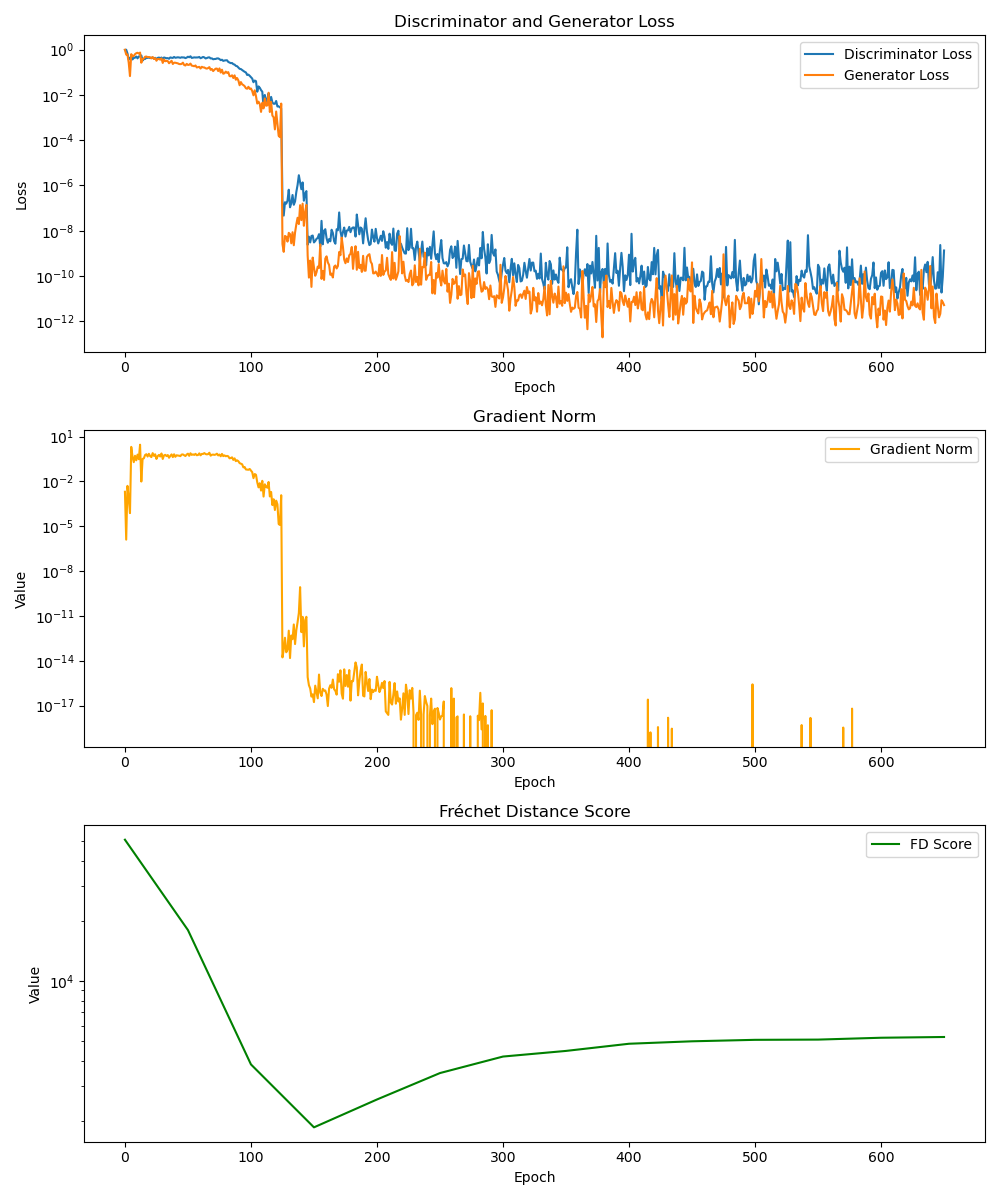 Discriminator and Generator Loss
10^0
10^-2
10^-4
10^-6
10^-8
10^-10
10^-12
Loss
Discriminator Loss
Generator Loss
0 100 200 300 400 500 600
Epoch
Gradient Norm
10^1
10^-2
10^-5
10^-8
10^-11
10^-14
10^-17
Value
Gradient Norm
0 100 200 300 400 500 600
Epoch
Fréchet Distance Score
10^4
Value
FD Score
0 100 200 300 400 500 600
Epoch